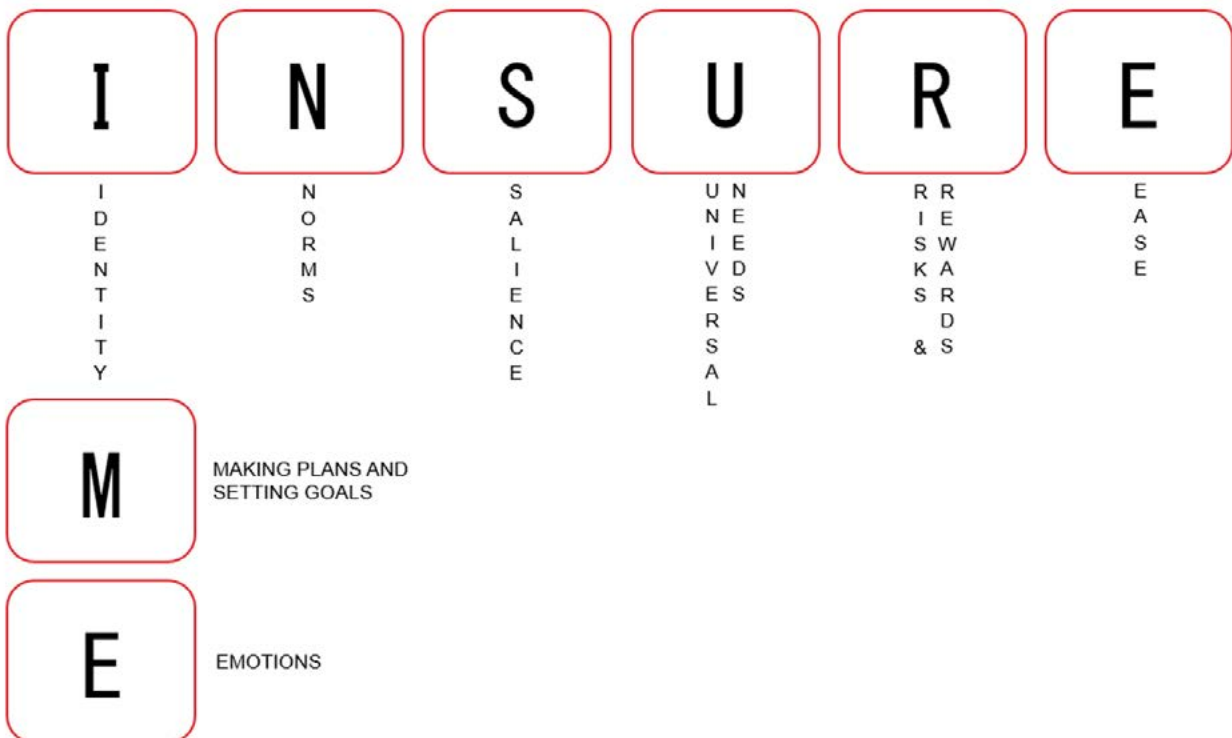 I N S U R E
IDENTITY
NORMS
SALIENCE
UNIVERSAL
NEEDS
RISKS &
REWARDS
EASE
M
MAKING PLANS AND
SETTING GOALS
E
EMOTIONS